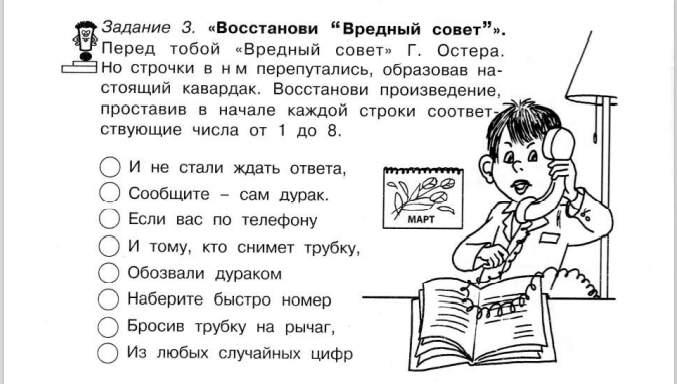 Задание 3. «Восстанови “Вредный совет”».
Перед тобой «Вредный совет» Г. Остера.
Но строчки в н м перепутались, образовав на-
стоящий кавардак. Восстанови произведение,
проставив в начале каждой строки соответ-
ствующие числа от 1 до 8.
И не стали ждать ответа,
Сообщите – сам дурак.
Если вас по телефону
И тому, кто снимет трубку,
Обозвали дураком
Наберите быстро номер
Бросив трубку на рычаг,
Из любых случайных цифр
МАРТ